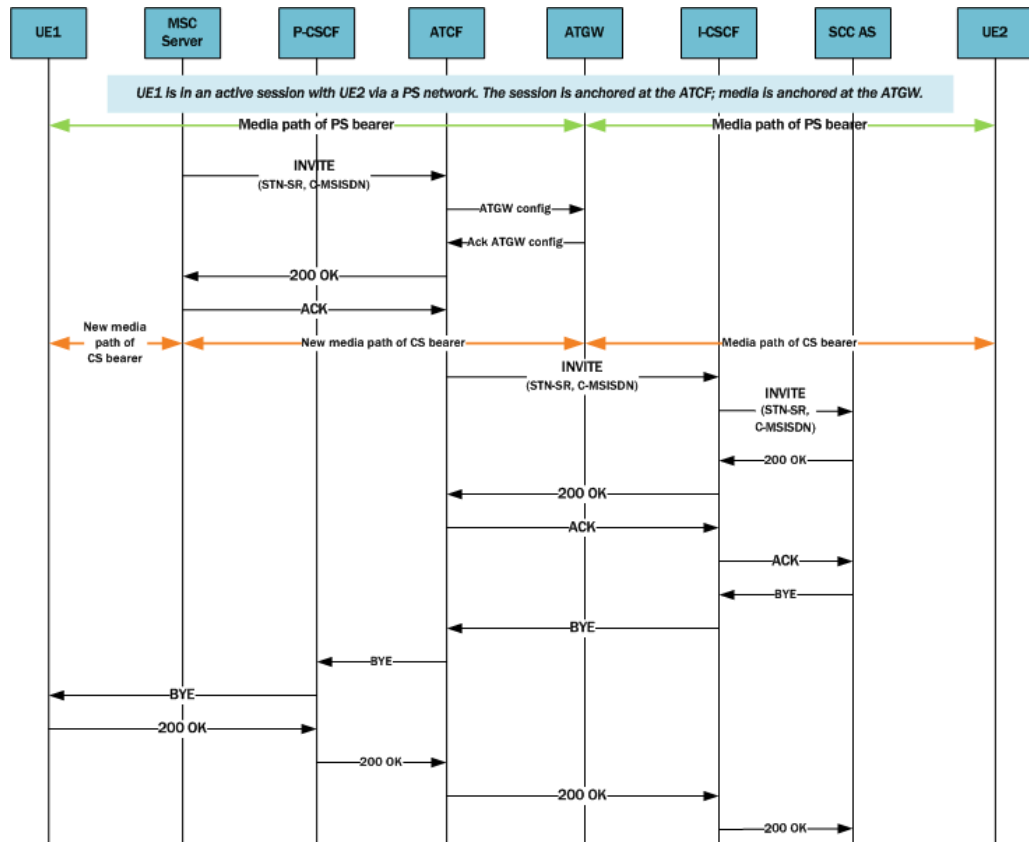 UE1
MSC
Server
P-CSCF
ATCF
ATGW
I-CSCF
SCC AS
UE2
UE1 is in an active session with UE2 via a PS network. The session is anchored at the ATCF; media is anchored at the ATGW.
Media path of PS bearer
Media path of PS bearer
INVITE
(STN-SR, C-MSISDN)
ATGW config
Ack ATGW config
200 OK
ACK
New media
path of
CS bearer
New media path of CS bearer
Media path of CS bearer
INVITE
(STN-SR, C-MSISDN)
INVITE
(STN-SR,
C-MSISDN)
200 OK
200 OK
ACK
ACK
BYE
BYE
BYE
BYE
200 OK
200 OK
200 OK
200 OK